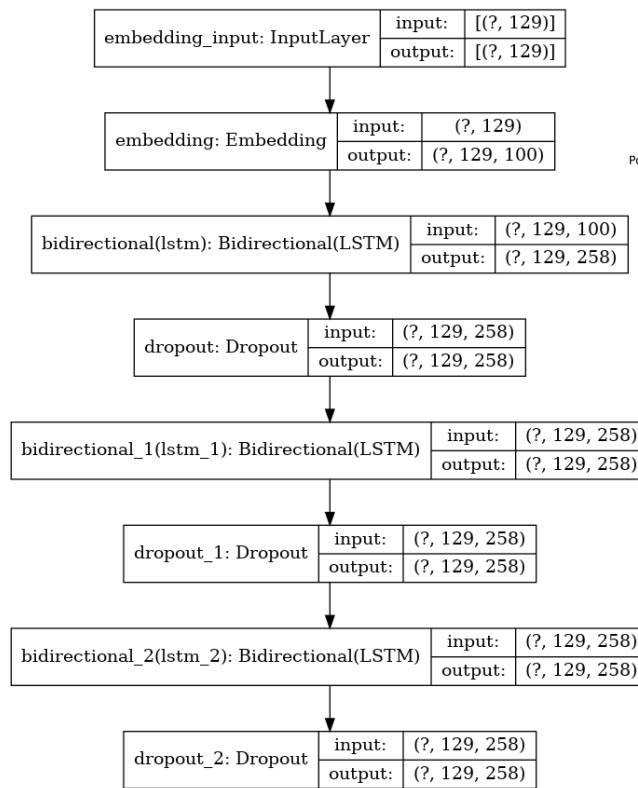 embedding_input: InputLayer input: [(?, 129)]
output: [(?, 129)]
embedding: Embedding input: (?, 129)
output: (?, 129, 100)
Po
bidirectional(lstm): Bidirectional(LSTM) input: (?, 129, 100)
output: (?, 129, 258)
dropout: Dropout input: (?, 129, 258)
output: (?, 129, 258)
bidirectional_1(lstm_1): Bidirectional(LSTM) input: (?, 129, 258)
output: (?, 129, 258)
dropout_1: Dropout input: (?, 129, 258)
output: (?, 129, 258)
bidirectional_2(lstm_2): Bidirectional(LSTM) input: (?, 129, 258)
output: (?, 129, 258)
dropout_2: Dropout input: (?, 129, 258)
output: (?, 129, 258)